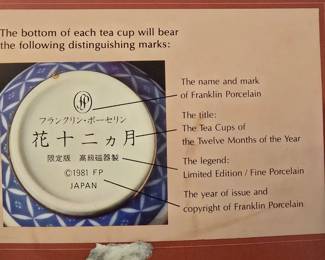 The bottom of each tea cup will bear
the following distinguishing marks:
FP
フランクリン・ポーセリン
花十二ヵ月
限定版 高級磁器製
©1981 FP
JAPAN
The name and mark
of Franklin Porcelain
The title:
The Tea Cups of
the Twelve Months of the Year
The legend:
Limited Edition / Fine Porcelain
The year of issue and
copyright of Franklin Porcelain